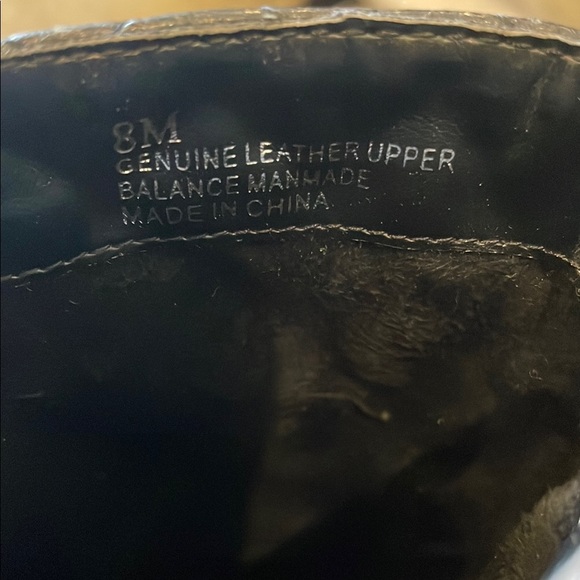 8M
GENUINE LEATHER UPPER
BALANCE MANMADE
MADE IN CHINA